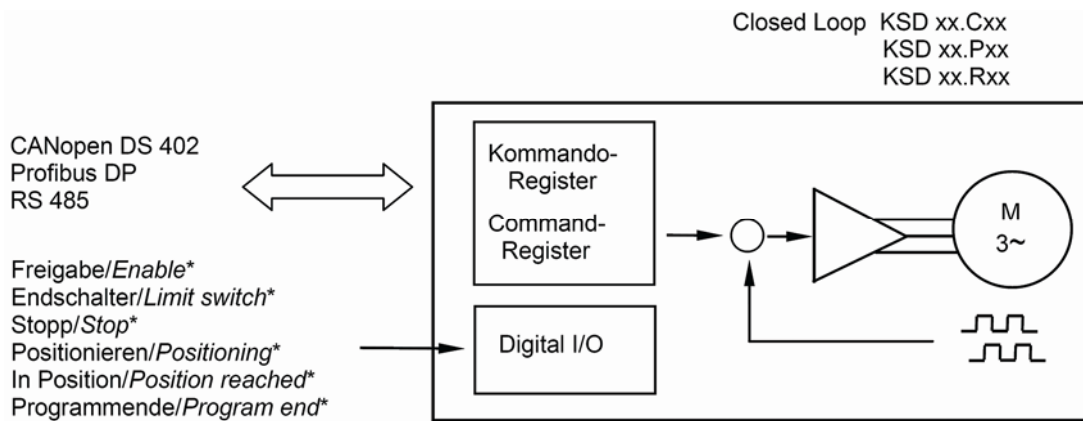 Closed Loop KSD xx.Cxx
KSD xx.Pxx
KSD xx.Rxx
CANopen DS 402
Profibus DP
RS 485
Freigabe/Enable*
Endschalter/Limit switch*
Stopp/Stop*
Positionieren/Positioning*
In Position/Position reached*
Programmende/Program end*
Kommando-
Register
Command-
Register
Digital I/O
M
3~